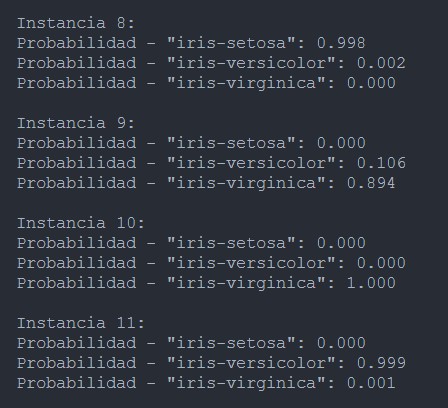 Instancia 8:
Probabilidad - "iris-setosa": 0.998
Probabilidad - "iris-versicolor": 0.002
Probabilidad - "iris-virginica": 0.000
Instancia 9:
Probabilidad - "iris-setosa": 0.000
Probabilidad - "iris-versicolor": 0.106
Probabilidad - "iris-virginica": 0.894
Instancia 10:
Probabilidad - "iris-setosa": 0.000
Probabilidad - "iris-versicolor": 0.000
Probabilidad - "iris-virginica": 1.000
Instancia 11:
Probabilidad - "iris-setosa": 0.000
Probabilidad - "iris-versicolor": 0.999
Probabilidad - "iris-virginica": 0.001